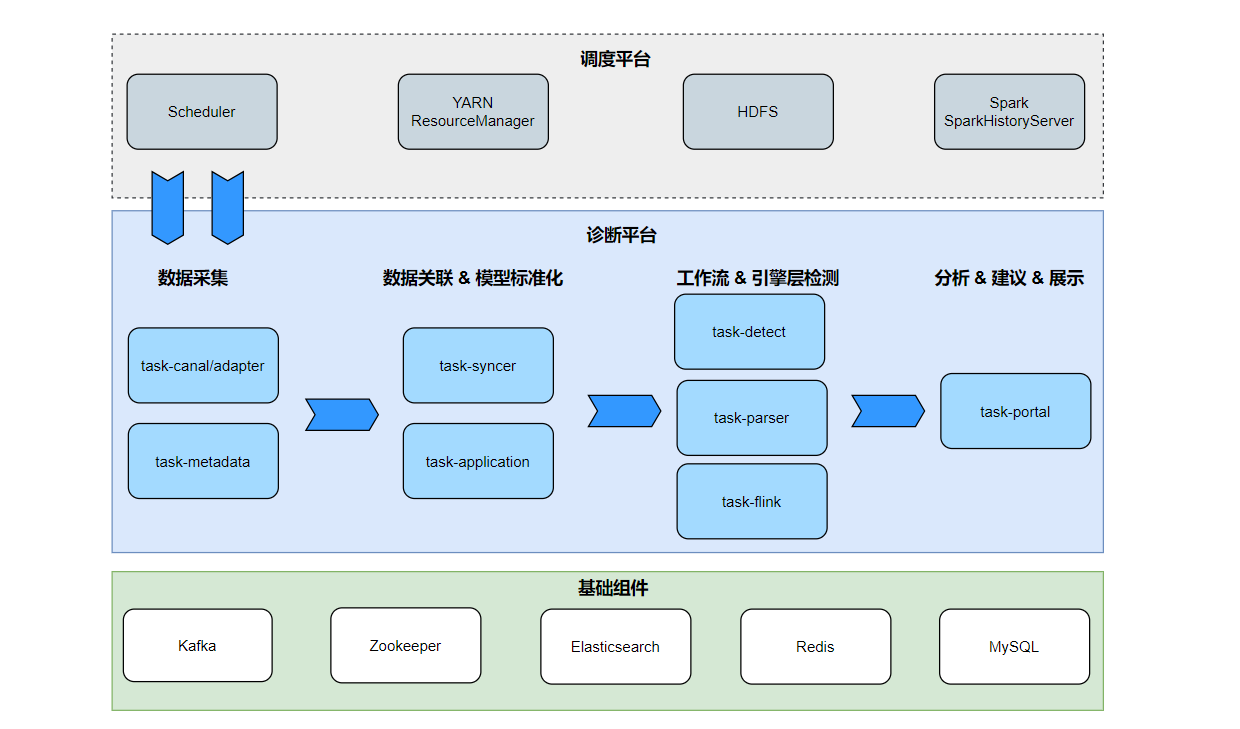 调度平台
Scheduler
YARN
ResourceManager
HDFS
Spark
SparkHistoryServer
诊断平台
数据采集
数据关联 & 模型标准化
工作流 & 引擎层检测
分析 & 建议 & 展示
task-canal/adapter
task-metadata
task-syncer
task-application
task-detect
task-parser
task-flink
task-portal
基础组件
Kafka
Zookeeper
Elasticsearch
Redis
MySQL